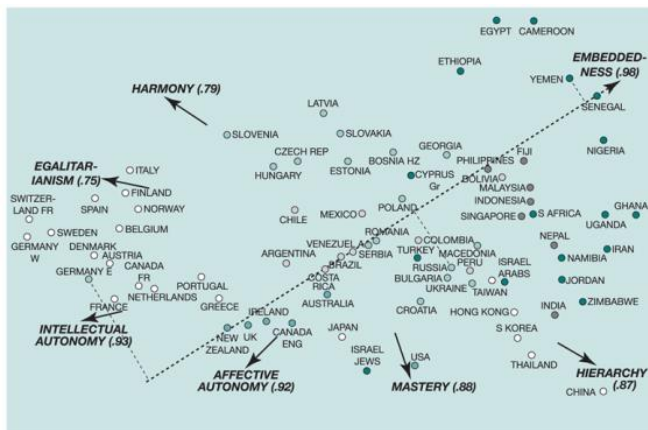 EGYPT CAMEROON
ETHIOPIA
EMBEDDED-
NESS (.98)
YEMEN
HARMONY (.79)
SENEGAL
LATVIA
SLOVENIA
SLOVAKIA
NIGERIA
CZECH REP
BOSNIA HZ
GEORGIA
FIJI
PHILIPPINES
EGALITAR-
IANISM (.75)
ITALY
HUNGARY
ESTONIA
CYPRUS
Gr
BOLIVIA
MALAYSIA
FINLAND
SWITZER-
LAND FR
SPAIN
NORWAY
POLAND
INDONESIA
CHILE
MEXICO
SINGAPORE
S AFRICA
GHANA
UGANDA
SWEDEN
BELGIUM
GERMANY
W
ROMANIA
VENEZUELA
SERBIA
COLOMBIA
NEPAL
DENMARK
AUSTRIA
TURKEY
MACEDONIA
IRAN
ARGENTINA
BRAZIL
PERU
ISRAEL
ARABS
NAMIBIA
GERMANY E
CANADA
FR
COSTA
RICA
RUSSIA
BULGARIA
UKRAINE
TAIWAN
JORDAN
PORTUGAL
NETHERLANDS
FRANCE
GREECE
AUSTRALIA
CROATIA
ZIMBABWE
HONG KONG
INDIA
INTELLECTUAL
AUTONOMY (.93)
IRELAND
NEW
ZEALAND
UK
CANADA
ENG
JAPAN
S KOREA
AFFECTIVE
AUTONOMY (.92)
ISRAEL
JEWS
USA
MASTERY (.88)
THAILAND
HIERARCHY
(.87)
CHINA